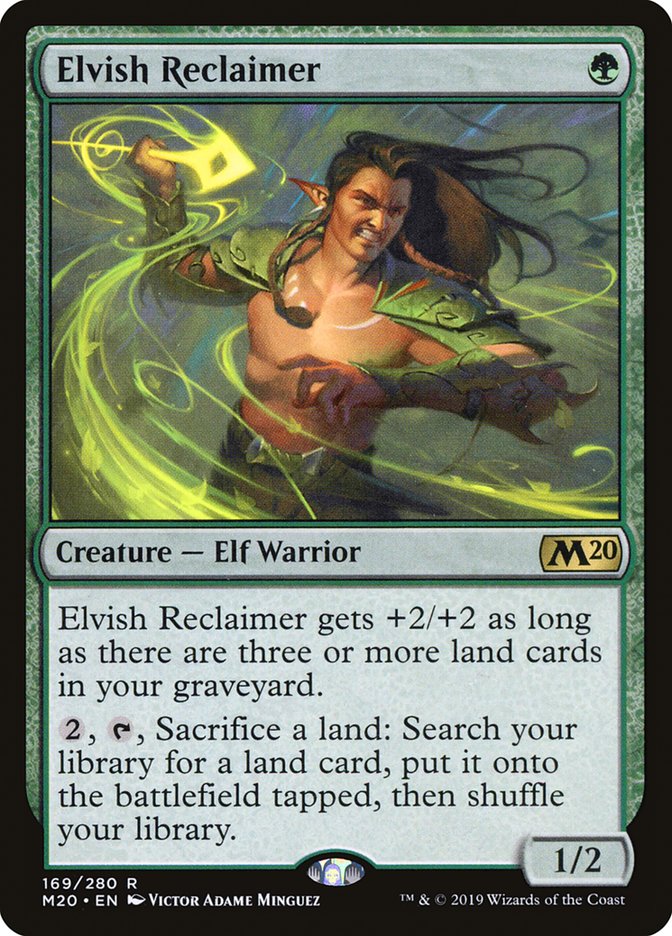 Elvish Reclaimer
Creature — Elf Warrior
M20
Elvish Reclaimer gets +2/+2 as long
as there are three or more land cards
in your graveyard.
2, , Sacrifice a land: Search your
library for a land card, put it onto
the battlefield tapped, then shuffle
your library.
1/2
169/280 R
M20 • EN Victor Adame Minguez
™ & © 2019 Wizards of the Coast